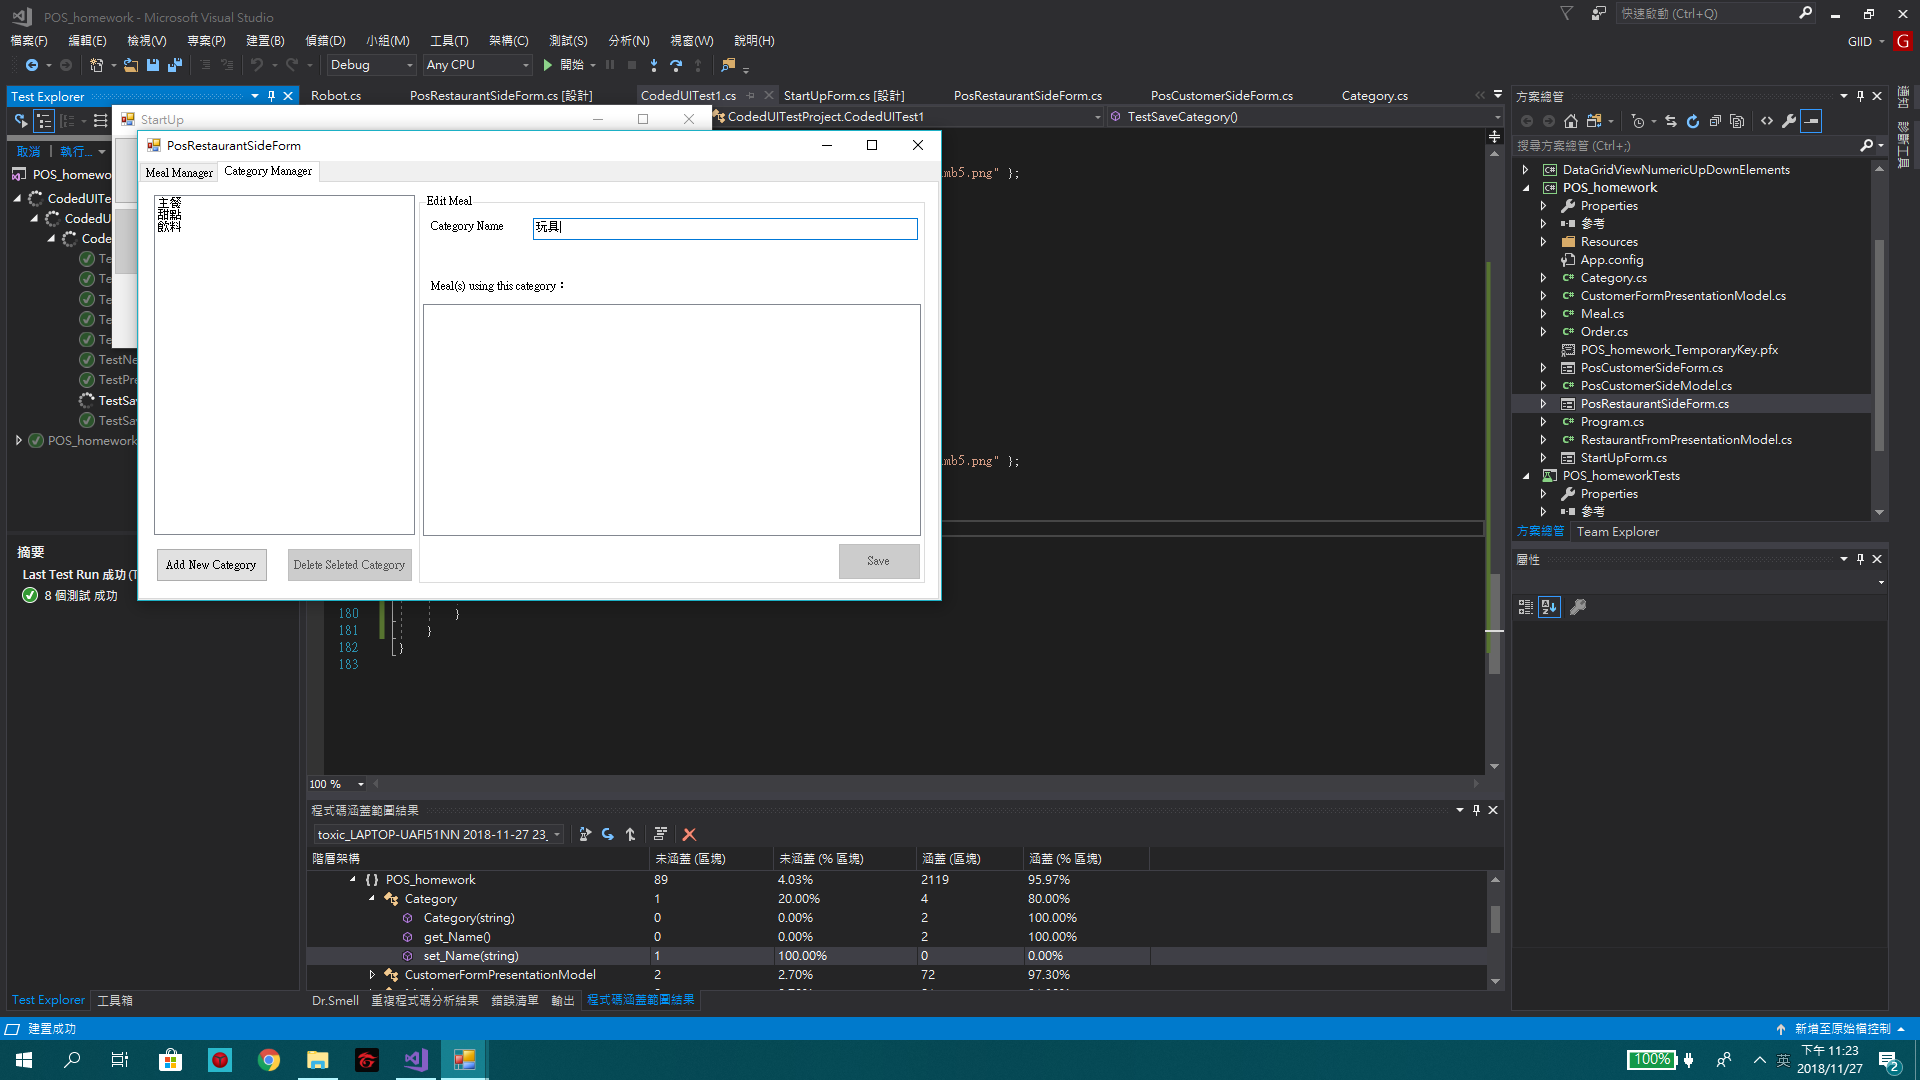 POS_homework - Microsoft Visual Studio
快速啟動 (Ctrl+Q)
檔案(F) 編輯(E) 檢視(V) 專案(P) 建置(B) 偵錯(D) 小組(M) 工具(T) 架構(C) 測試(S) 分析(N) 視窗(W) 說明(H)
GIID G
Debug Any CPU 開始
Test Explorer
Robot.cs PosRestaurantSideForm.cs [設計] CodedUITest1.cs StartUpForm.cs [設計] PosRestaurantSideForm.cs PosCustomerSideForm.cs Category.cs
CodedUITestProject.CodedUITest1 TestSaveCategory()
取消 執行...
POS_homewo
CodedUITe
CodedU
Code
Te
Te
Te
Te
Te
TestNe
TestPre
TestSa
TestSa
POS_homework
摘要
Last Test Run 成功 (T
8 個測試 成功
Test Explorer 工具箱
StartUp
PosRestaurantSideForm
Meal Manager Category Manager
主餐
甜點
飲料
Edit Meal
Category Name 玩具
Meal(s) using this category：
Add New Category Delete Seleted Category
Save
mb5.png" };
mb5.png" };
180 }
181 }
182 }
183
100 %
程式碼涵蓋範圍結果
toxic_LAPTOP-UAFI51NN 2018-11-27 23
階層架構 未涵蓋 (區塊) 未涵蓋 (% 區塊) 涵蓋 (區塊) 涵蓋 (% 區塊)
{ } POS_homework 89 4.03% 2119 95.97%
Category 1 20.00% 4 80.00%
Category(string) 0 0.00% 2 100.00%
get_Name() 0 0.00% 2 100.00%
set_Name(string) 1 100.00% 0 0.00%
CustomerFormPresentationModel 2 2.70% 72 97.30%
Dr.Smell 重複程式碼分析結果 錯誤清單 輸出 程式碼涵蓋範圍結果
方案總管
搜尋方案總管 (Ctrl+;)
DataGridViewNumericUpDownElements
POS_homework
Properties
參考
Resources
App.config
Category.cs
CustomerFormPresentationModel.cs
Meal.cs
Order.cs
POS_homework_TemporaryKey.pfx
PosCustomerSideForm.cs
PosCustomerSideModel.cs
PosRestaurantSideForm.cs
Program.cs
RestaurantFromPresentationModel.cs
StartUpForm.cs
POS_homeworkTests
Properties
參考
方案總管 Team Explorer
屬性
通知
診斷工具
建置成功
新增至原始檔控制
100%
英
下午 11:23
2018/11/27
2